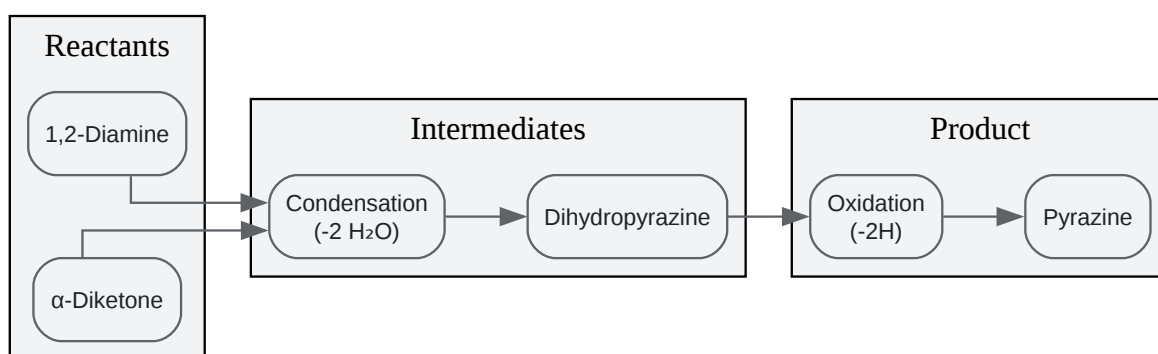 Reactants
1,2-Diamine
α-Diketone
Intermediates
Condensation
(-2 H₂O)
Dihydropyrazine
Product
Oxidation
(-2H)
Pyrazine